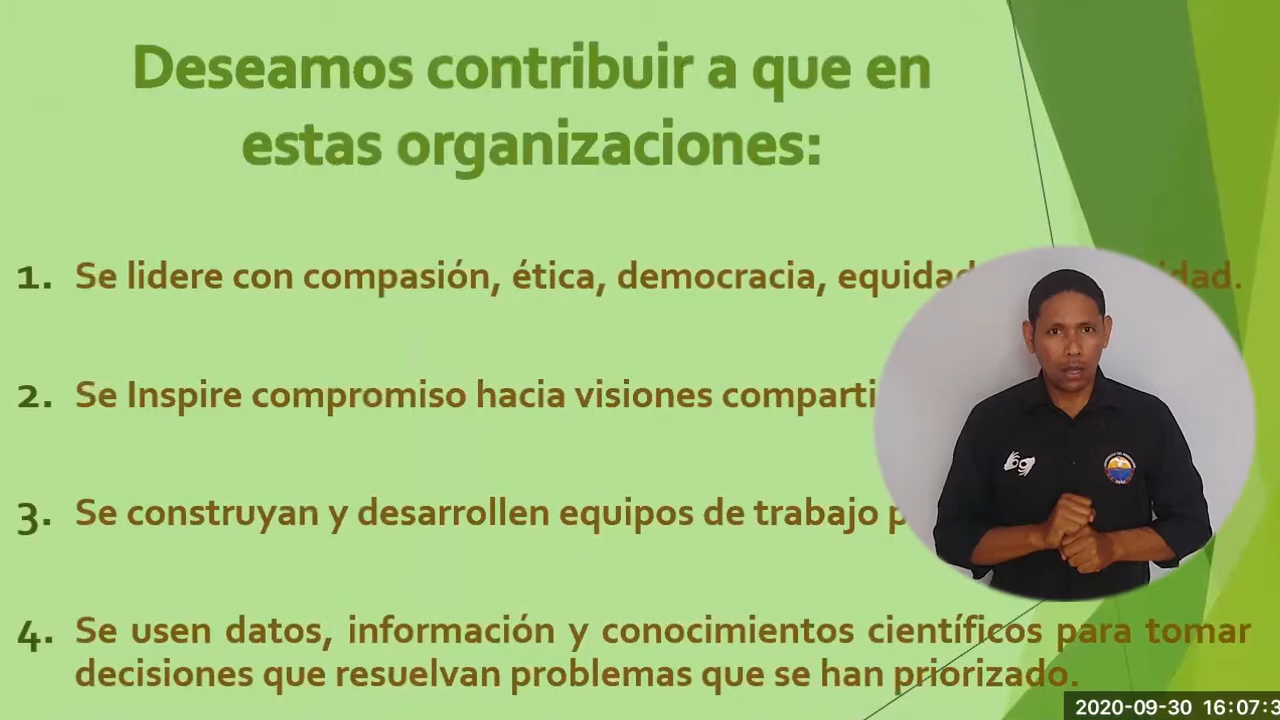 Deseamos contribuir a que en
estas organizaciones:
1. Se lidere con compasión, ética, democracia, equidad
2. Se Inspire compromiso hacia visiones
3. Se construyan y desarrollen equipos de trabajo
4. Se usen datos, información y conocimientos científicos para tomar
decisiones que resuelvan problemas que se han priorizado.
2020-09-30 16:07:3